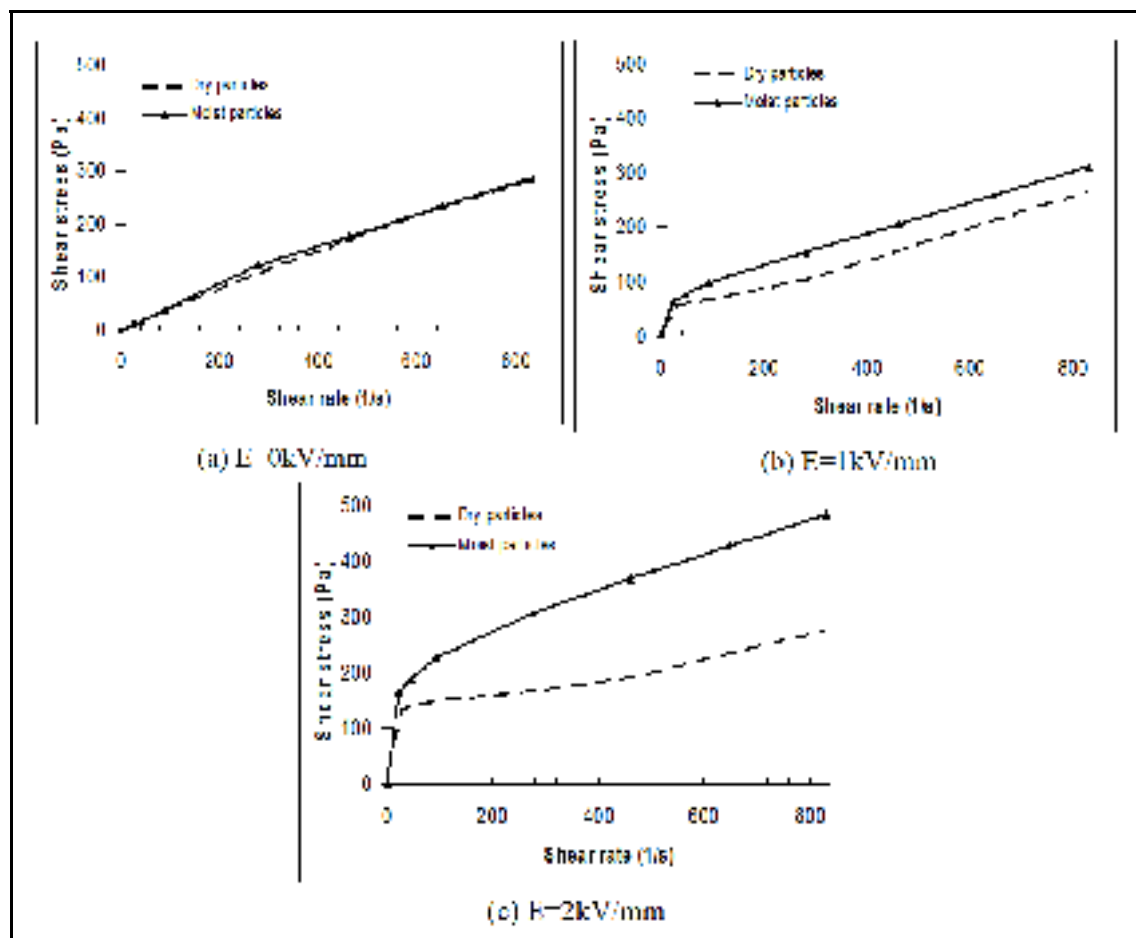 500
400
300
200
100
0
Shear stress (Pa)
Dry particles
Moist particles
0 200 400 600 800
Shear rate (1/s)
(a) E=0kV/mm
500
400
300
200
100
0
Shear stress (Pa)
Dry particles
Moist particles
0 200 400 600 800
Shear rate (1/s)
(b) E=1kV/mm
500
400
300
200
100
0
Shear stress (Pa)
Dry particles
Moist particles
0 200 400 600 800
Shear rate (1/s)
(c) E=2kV/mm